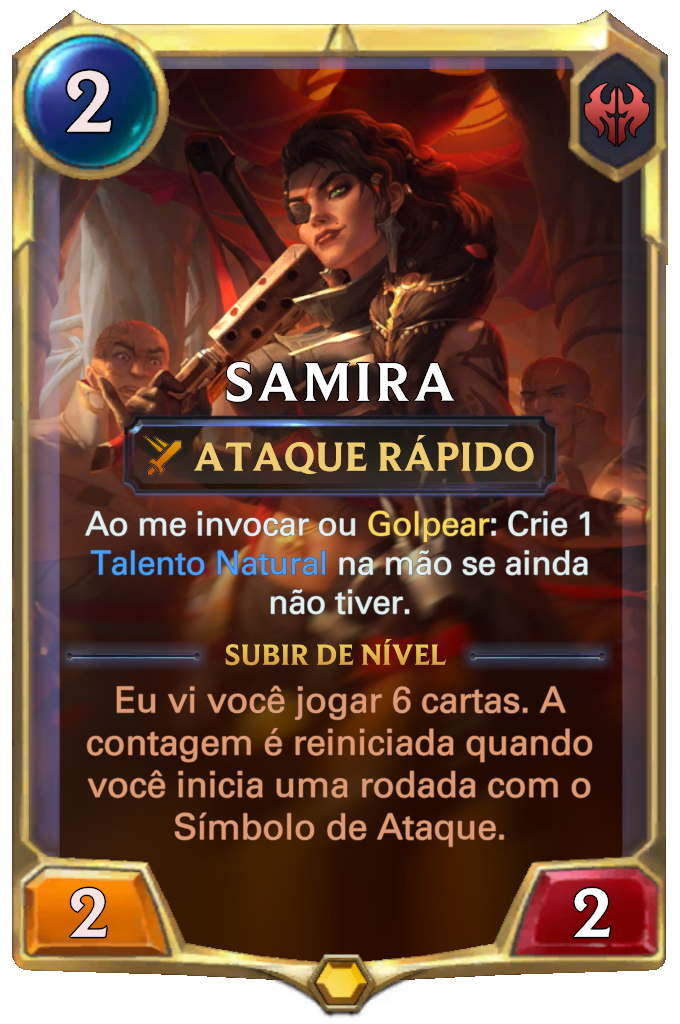 2
SAMIRA
ATAQUE RÁPIDO
Ao me invocar ou Golpear: Crie 1
Talento Natural na mão se ainda
não tiver.
SUBIR DE NÍVEL
Eu vi você jogar 6 cartas. A
contagem é reiniciada quando
você inicia uma rodada com o
Símbolo de Ataque.
2
2